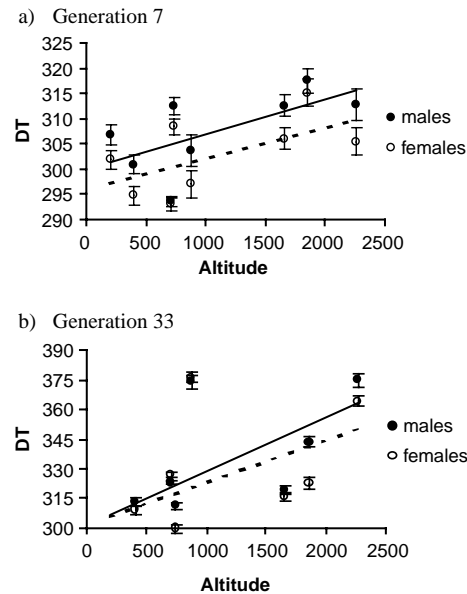 a) Generation 7
325
320
315
310
305
300
295
290
DT
0 500 1000 1500 2000 2500
Altitude
males
females
b) Generation 33
390
375
360
345
330
315
300
DT
0 500 1000 1500 2000 2500
Altitude
males
females